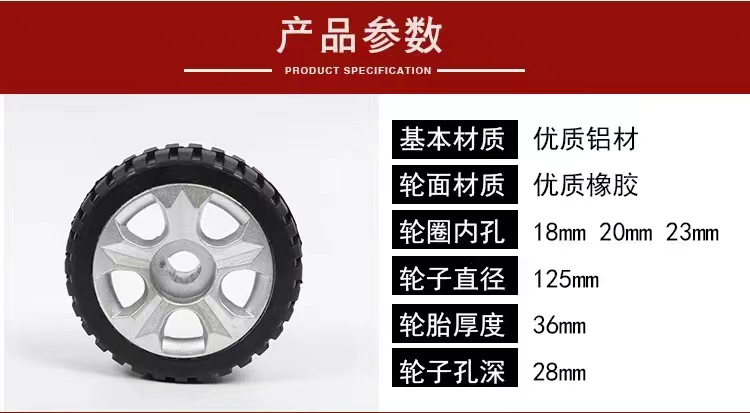 产品参数
PRODUCT SPECIFICATION
基本材质 优质铝材
轮面材质 优质橡胶
轮圈内孔 18mm 20mm 23mm
轮子直径 125mm
轮胎厚度 36mm
轮子孔深 28mm